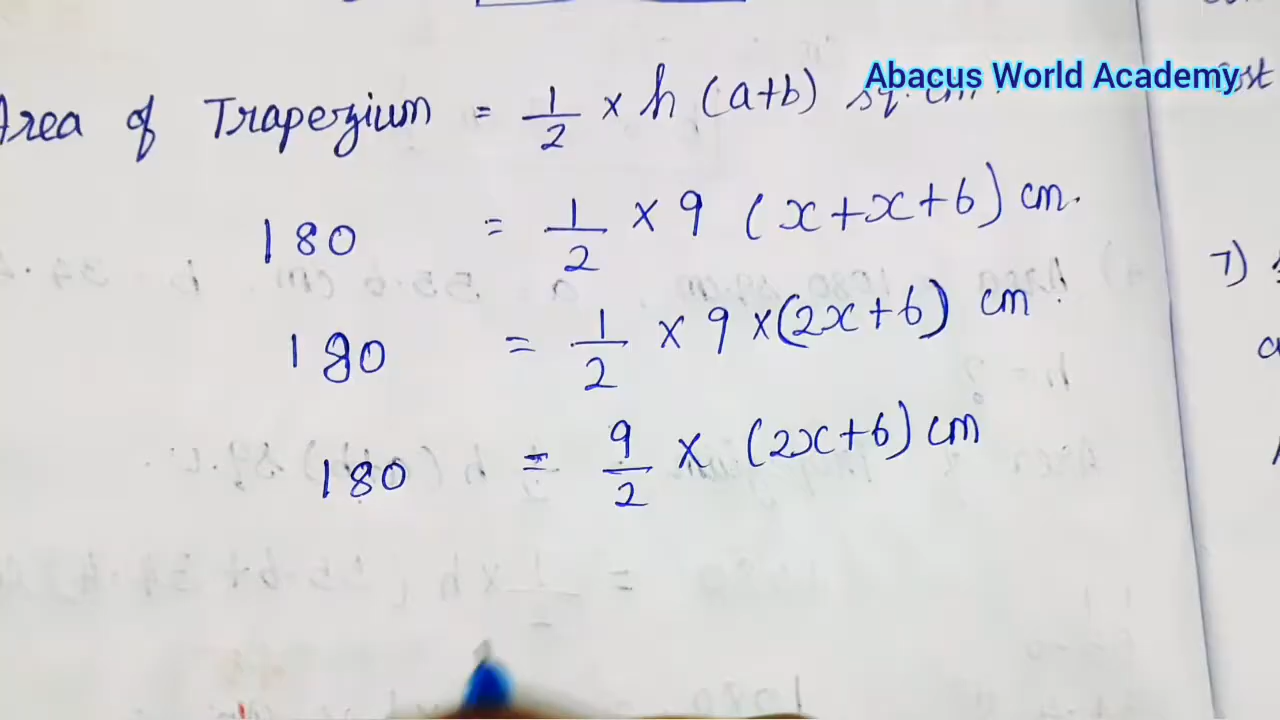 Abacus World Academy
Area of Trapezium = 1/2 × h (a+b) sq. cm.
180 = 1/2 × 9 (x+x+6) cm.
7)
180 = 1/2 × 9 ×(2x+6) cm
180 = 9/2 × (2x+6) cm